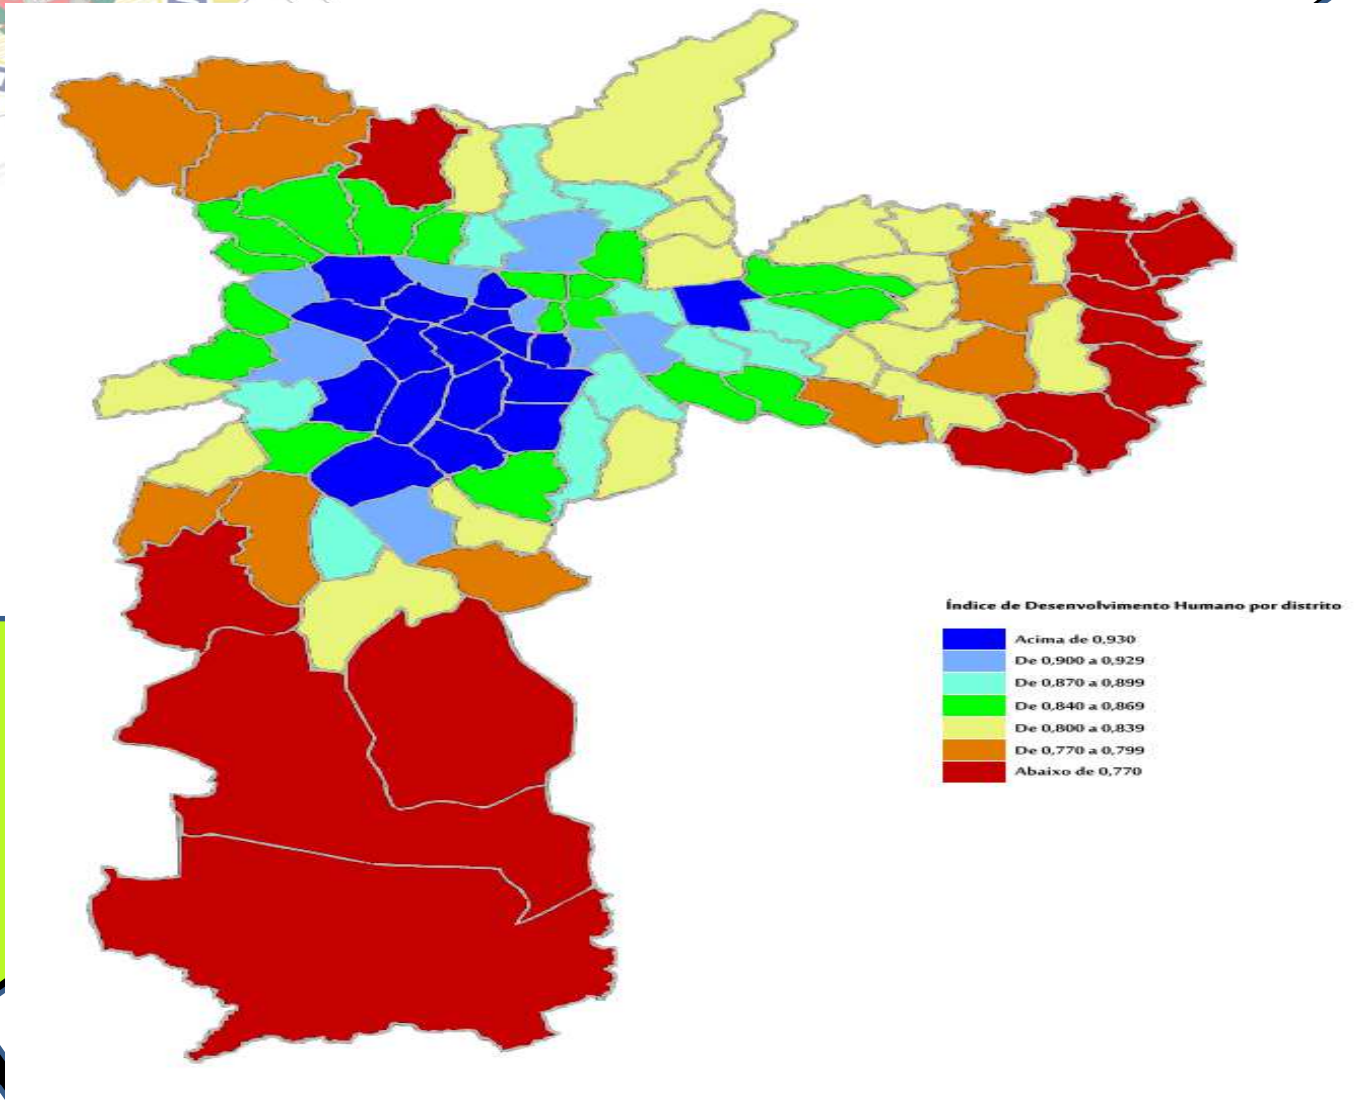 Índice de Desenvolvimento Humano por distrito
Acima de 0,930
De 0,900 a 0,929
De 0,870 a 0,899
De 0,840 a 0,869
De 0,800 a 0,839
De 0,770 a 0,799
Abaixo de 0,770